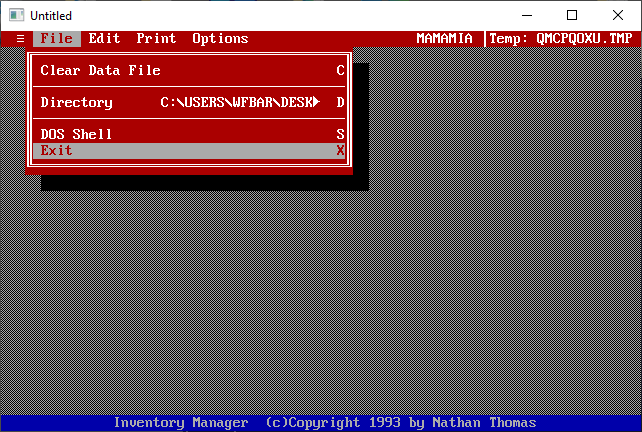 Untitled
≡ File Edit Print Options MAMAMIA Temp: QMCPQOXU.TMP
Clear Data File C
Directory C:\USERS\WFBAR\DESK D
DOS Shell S
Exit X
Inventory Manager (c)Copyright 1993 by Nathan Thomas